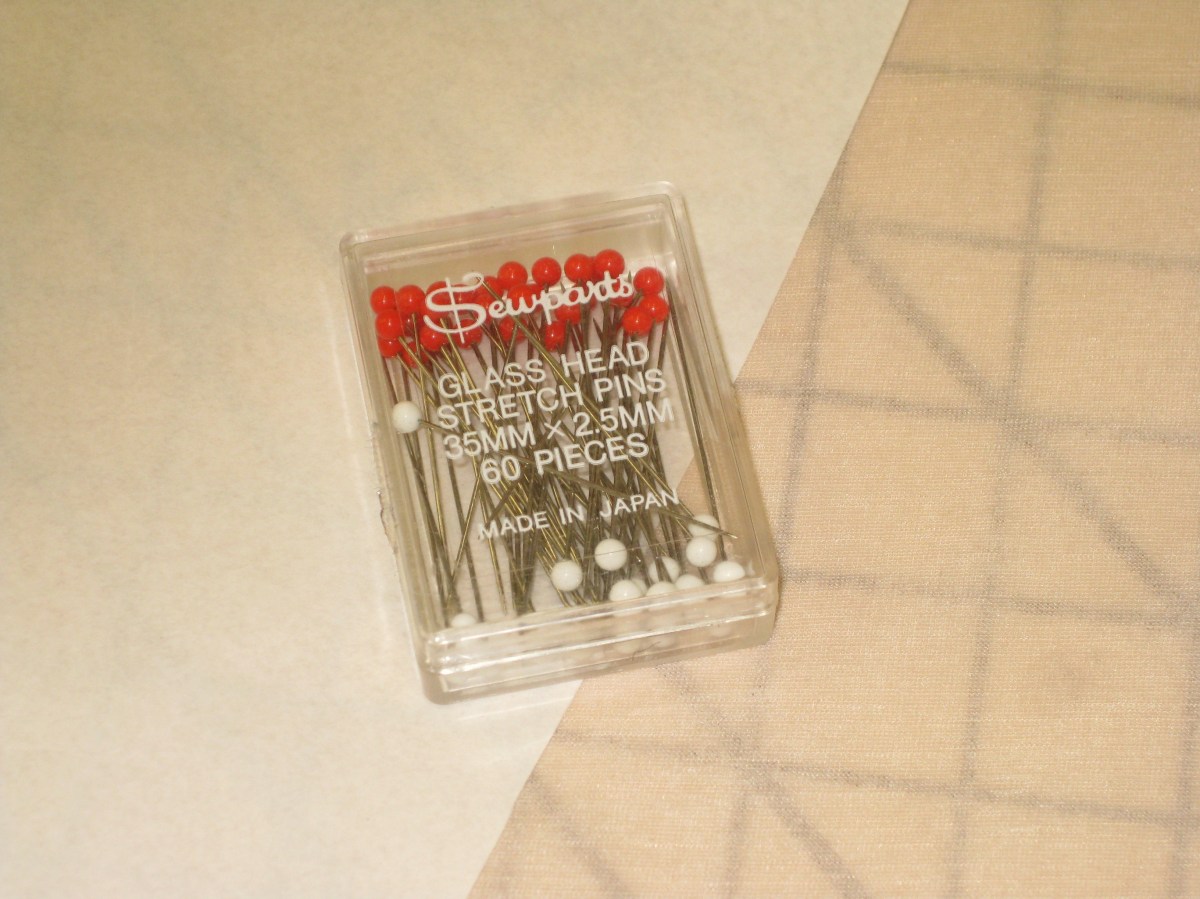 Sewparts
GLASS HEAD
STRETCH PINS
35MM × 2.5MM
60 PIECES
MADE IN JAPAN